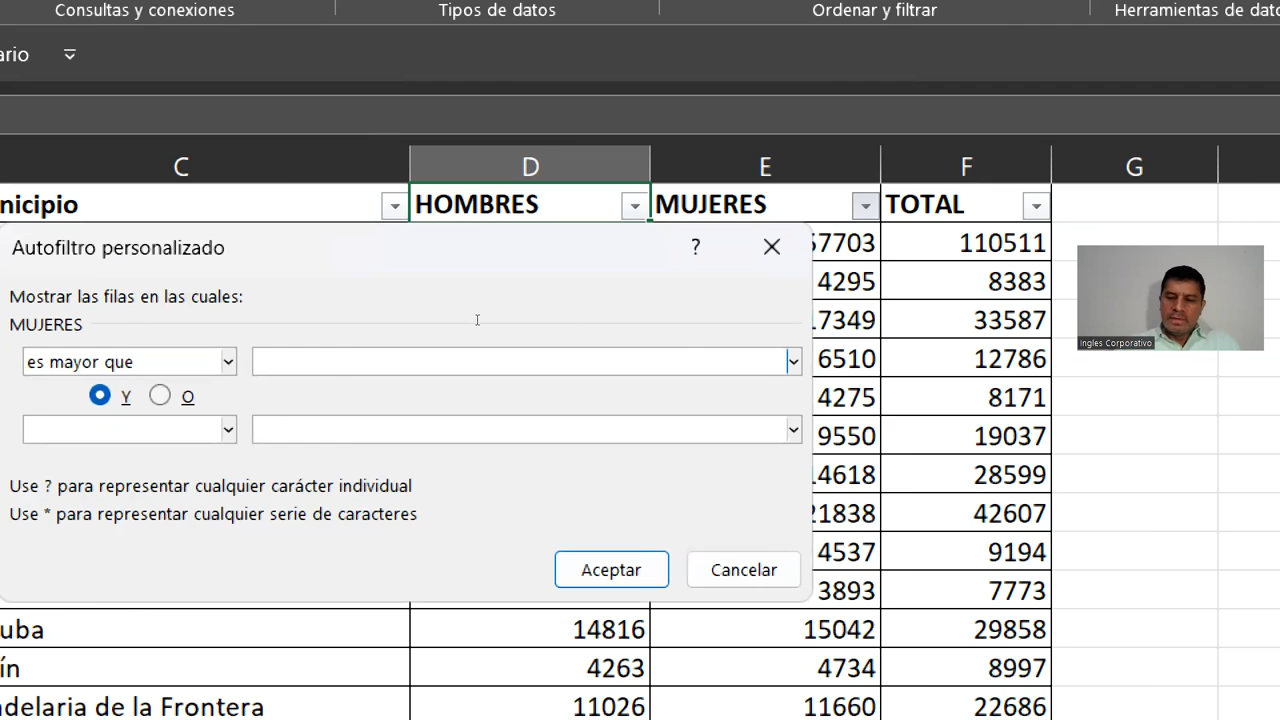 Consultas y conexiones
Tipos de datos
Ordenar y filtrar
Herramientas de dato
ario
C D E F G
nicipio HOMBRES MUJERES TOTAL
Autofiltro personalizado ? 57703 110511
4295 8383
Mostrar las filas en las cuales:
MUJERES 17349 33587
Ingles Corporativo
es mayor que 6510 12786
Y O 4275 8171
9550 19037
14618 28599
Use ? para representar cualquier carácter individual
Use * para representar cualquier serie de caracteres 21838 42607
4537 9194
Aceptar Cancelar
3893 7773
uba 14816 15042 29858
ín 4263 4734 8997
ndelaria de la Frontera 11026 11660 22686